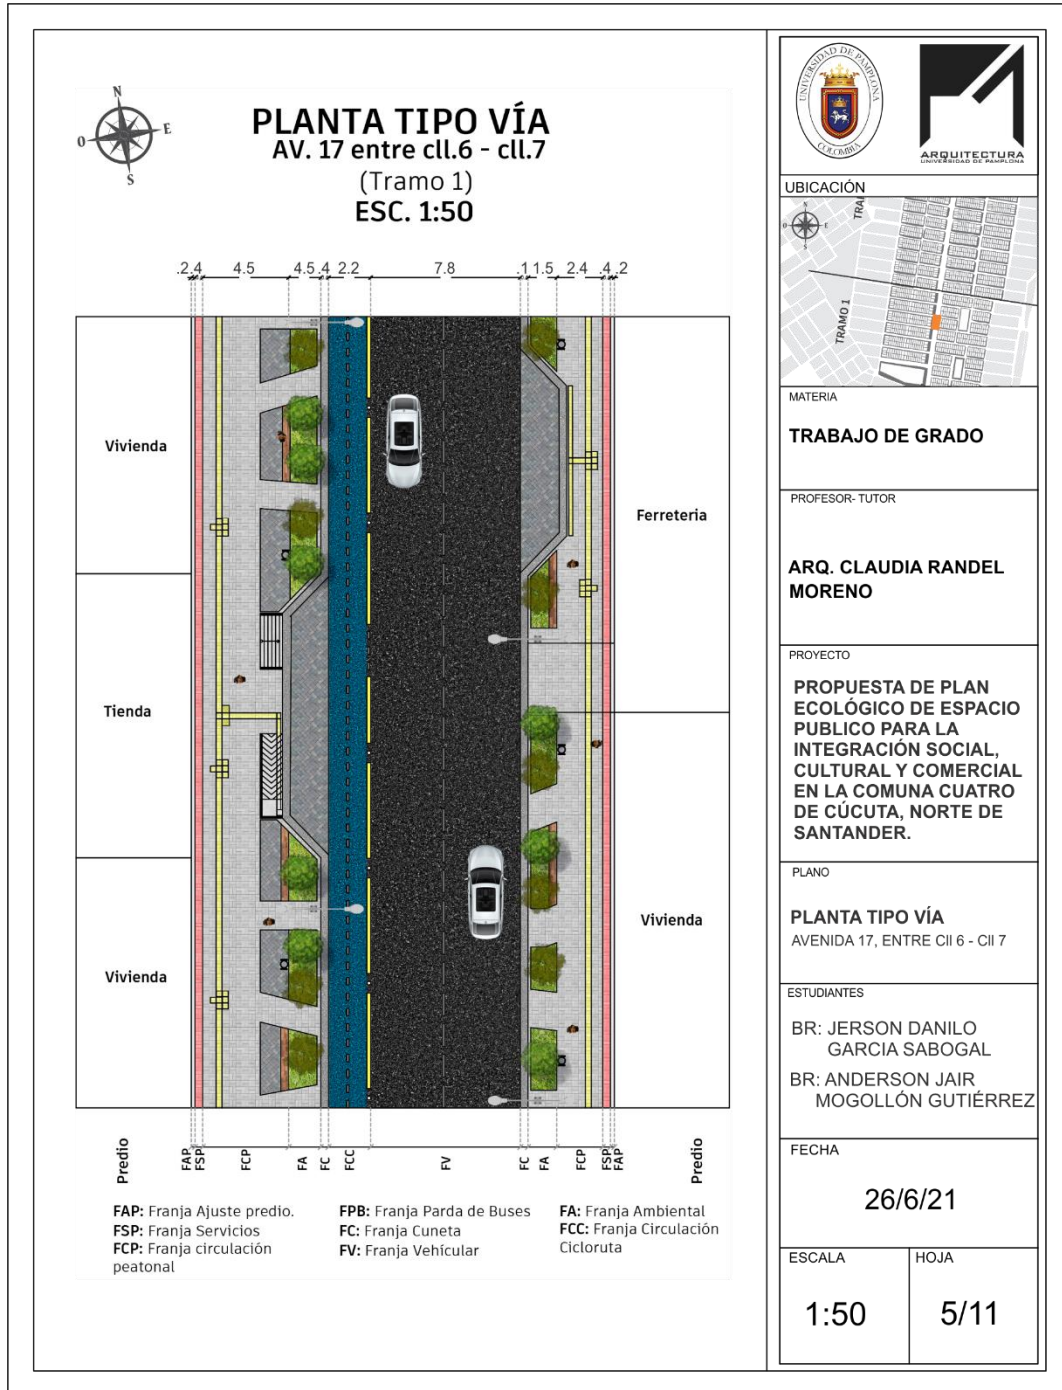 N
O E
S
PLANTA TIPO VÍA
AV. 17 entre cll.6 - cll.7
(Tramo 1)
ESC. 1:50
.2 .4 4.5 4.5 .4 2.2 7.8 .1 1.5 2.4 .4 .2
Vivienda
Tienda
Vivienda
Ferreteria
Vivienda
Predio FAP FSP FCP FA FC FCC FV FC FA FCP FSP FAP Predio
FAP: Franja Ajuste predio.
FSP: Franja Servicios
FCP: Franja circulación
peatonal
FPB: Franja Parda de Buses
FC: Franja Cuneta
FV: Franja Vehícular
FA: Franja Ambiental
FCC: Franja Circulación
Cicloruta
UNIVERSIDAD DE PAMPLONA
COLOMBIA
ARQUITECTURA
UNIVERSIDAD DE PAMPLONA
UBICACIÓN
TRAMO 1
MATERIA
TRABAJO DE GRADO
PROFESOR- TUTOR
ARQ. CLAUDIA RANDEL
MORENO
PROYECTO
PROPUESTA DE PLAN
ECOLÓGICO DE ESPACIO
PUBLICO PARA LA
INTEGRACIÓN SOCIAL,
CULTURAL Y COMERCIAL
EN LA COMUNA CUATRO
DE CÚCUTA, NORTE DE
SANTANDER.
PLANO
PLANTA TIPO VÍA
AVENIDA 17, ENTRE Cll 6 - Cll 7
ESTUDIANTES
BR: JERSON DANILO
GARCIA SABOGAL
BR: ANDERSON JAIR
MOGOLLÓN GUTIÉRREZ
FECHA
26/6/21
ESCALA
1:50
HOJA
5/11